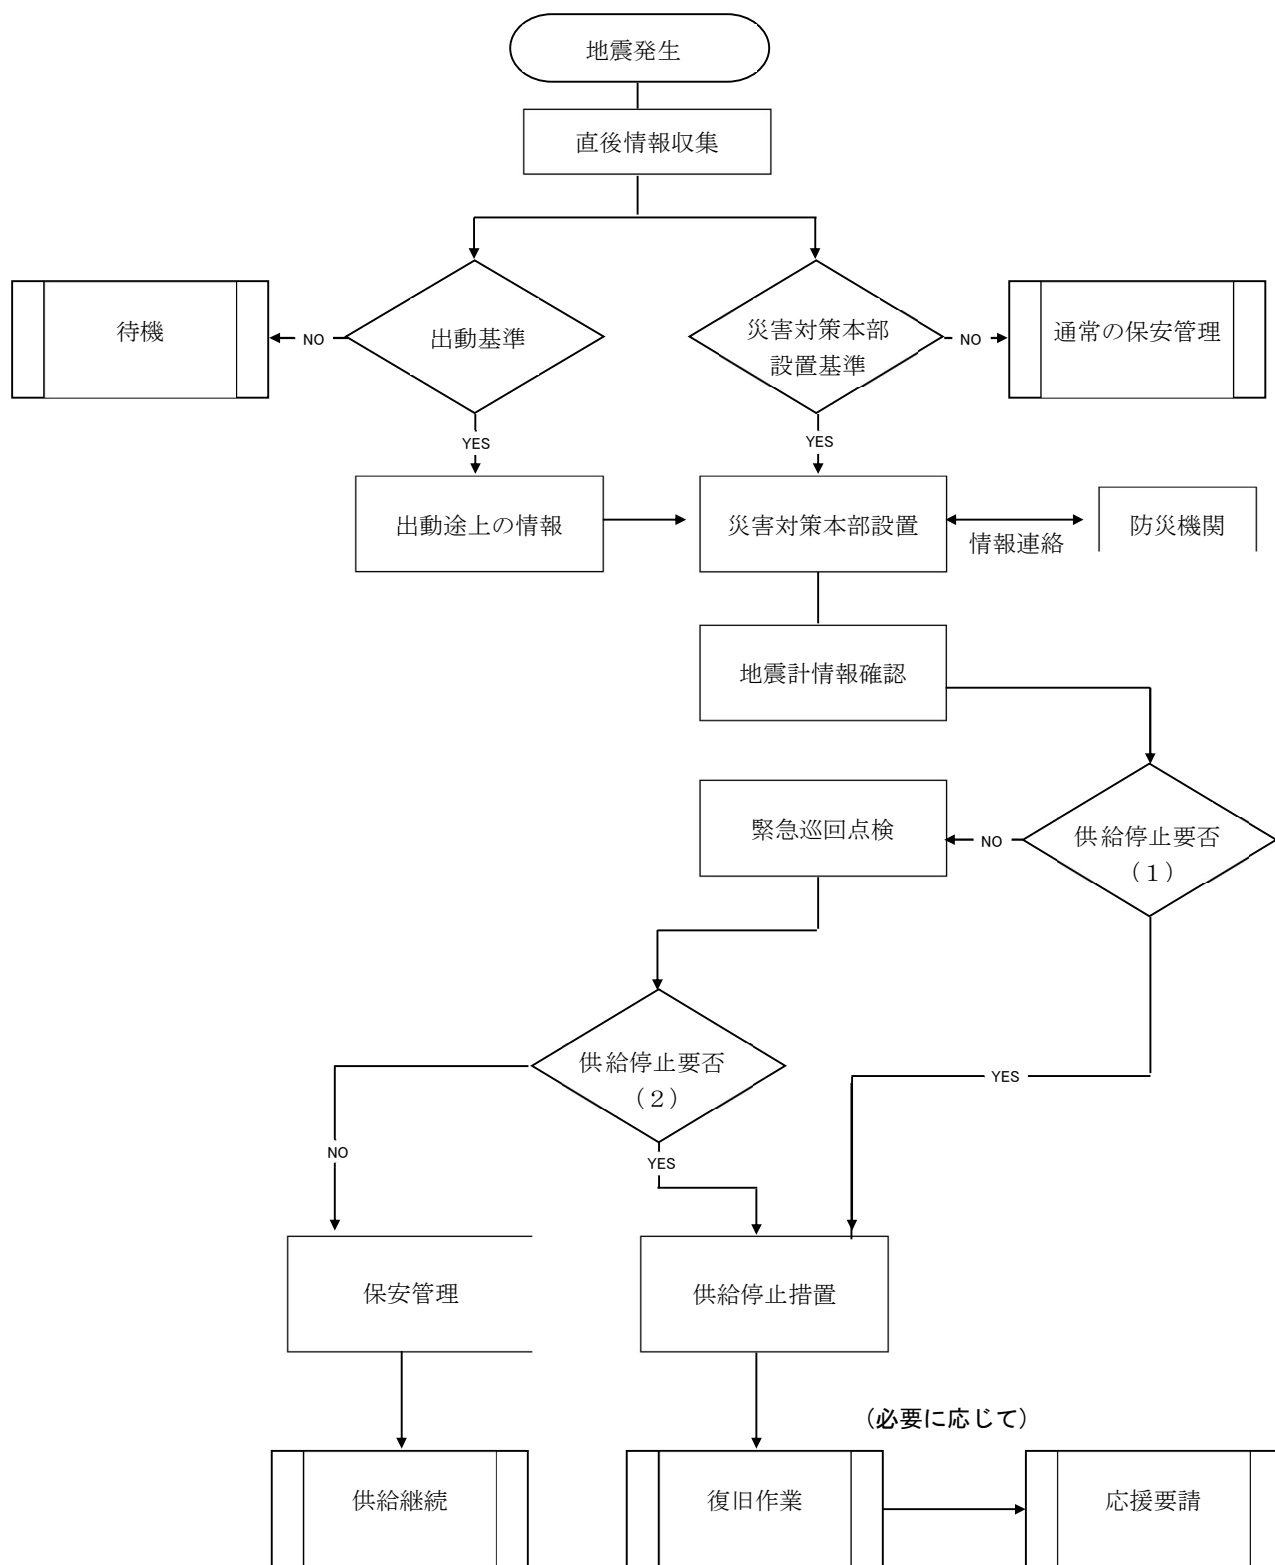 地震発生
直後情報収集
待機
NO
出動基準
災害対策本部
設置基準
NO
通常の保安管理
YES
YES
出動途上の情報
災害対策本部設置
情報連絡
防災機関
地震計情報確認
緊急巡回点検
NO
供給停止要否
（１）
供給停止要否
（２）
YES
NO
YES
保安管理
供給停止措置
（必要に応じて）
供給継続
復旧作業
応援要請